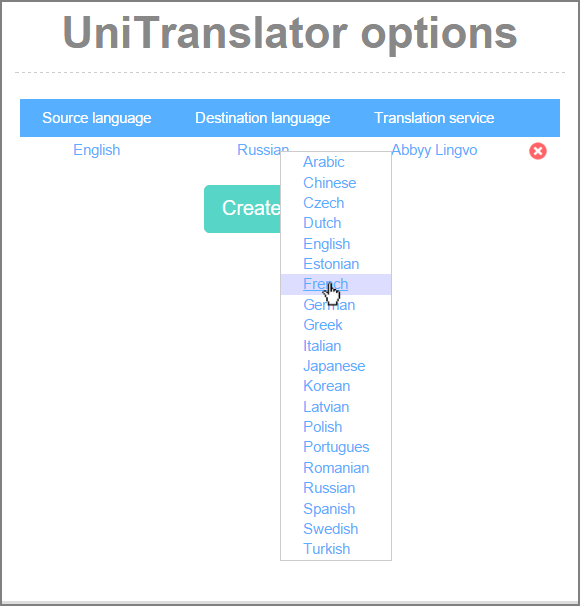 UniTranslator options
Source language Destination language Translation service
English Russian Abbyy Lingvo
Create
Arabic
Chinese
Czech
Dutch
English
Estonian
French
German
Greek
Italian
Japanese
Korean
Latvian
Polish
Portugues
Romanian
Russian
Spanish
Swedish
Turkish